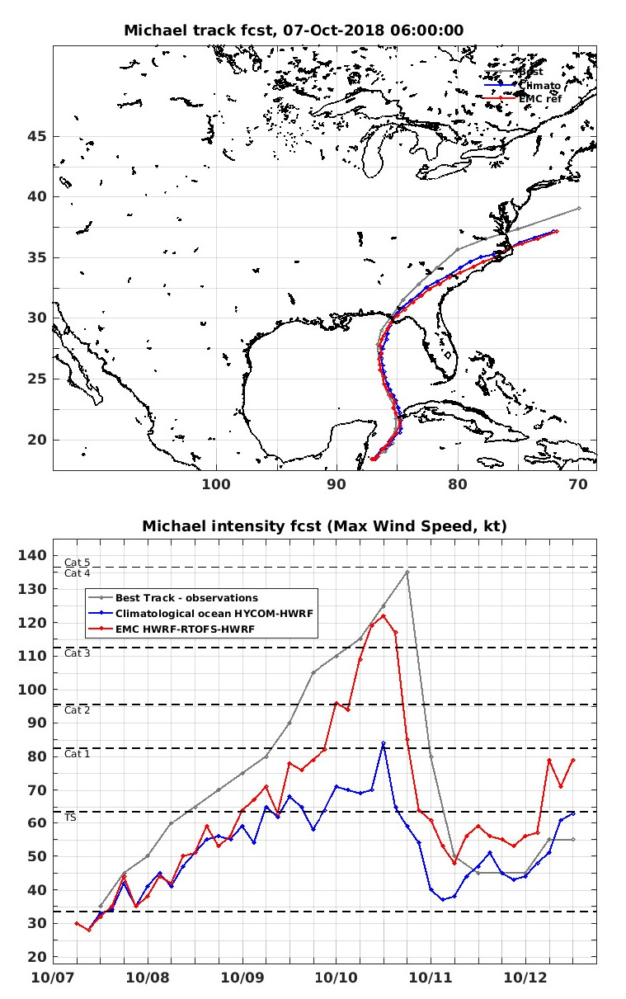 Michael track fcst, 07-Oct-2018 06:00:00
Best
Climato
EMC ref
45
40
35
30
25
20
100 90 80 70
Michael intensity fcst (Max Wind Speed, kt)
140
130
120
110
100
90
80
70
60
50
40
30
20
Cat 5
Cat 4
Cat 3
Cat 2
Cat 1
TS
Best Track - observations
Climatological ocean HYCOM-HWRF
EMC HWRF-RTOFS-HWRF
10/07 10/08 10/09 10/10 10/11 10/12